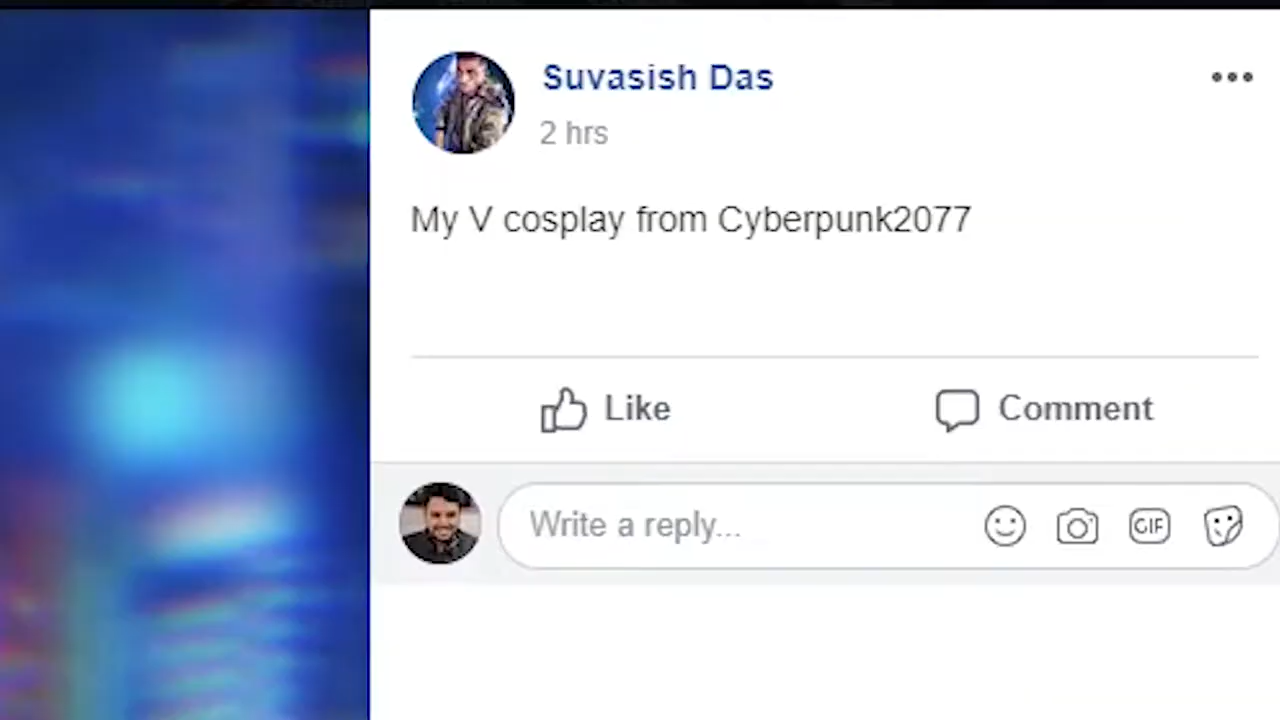 Suvasish Das
2 hrs
My V cosplay from Cyberpunk2077
Like
Comment
Write a reply...
GIF